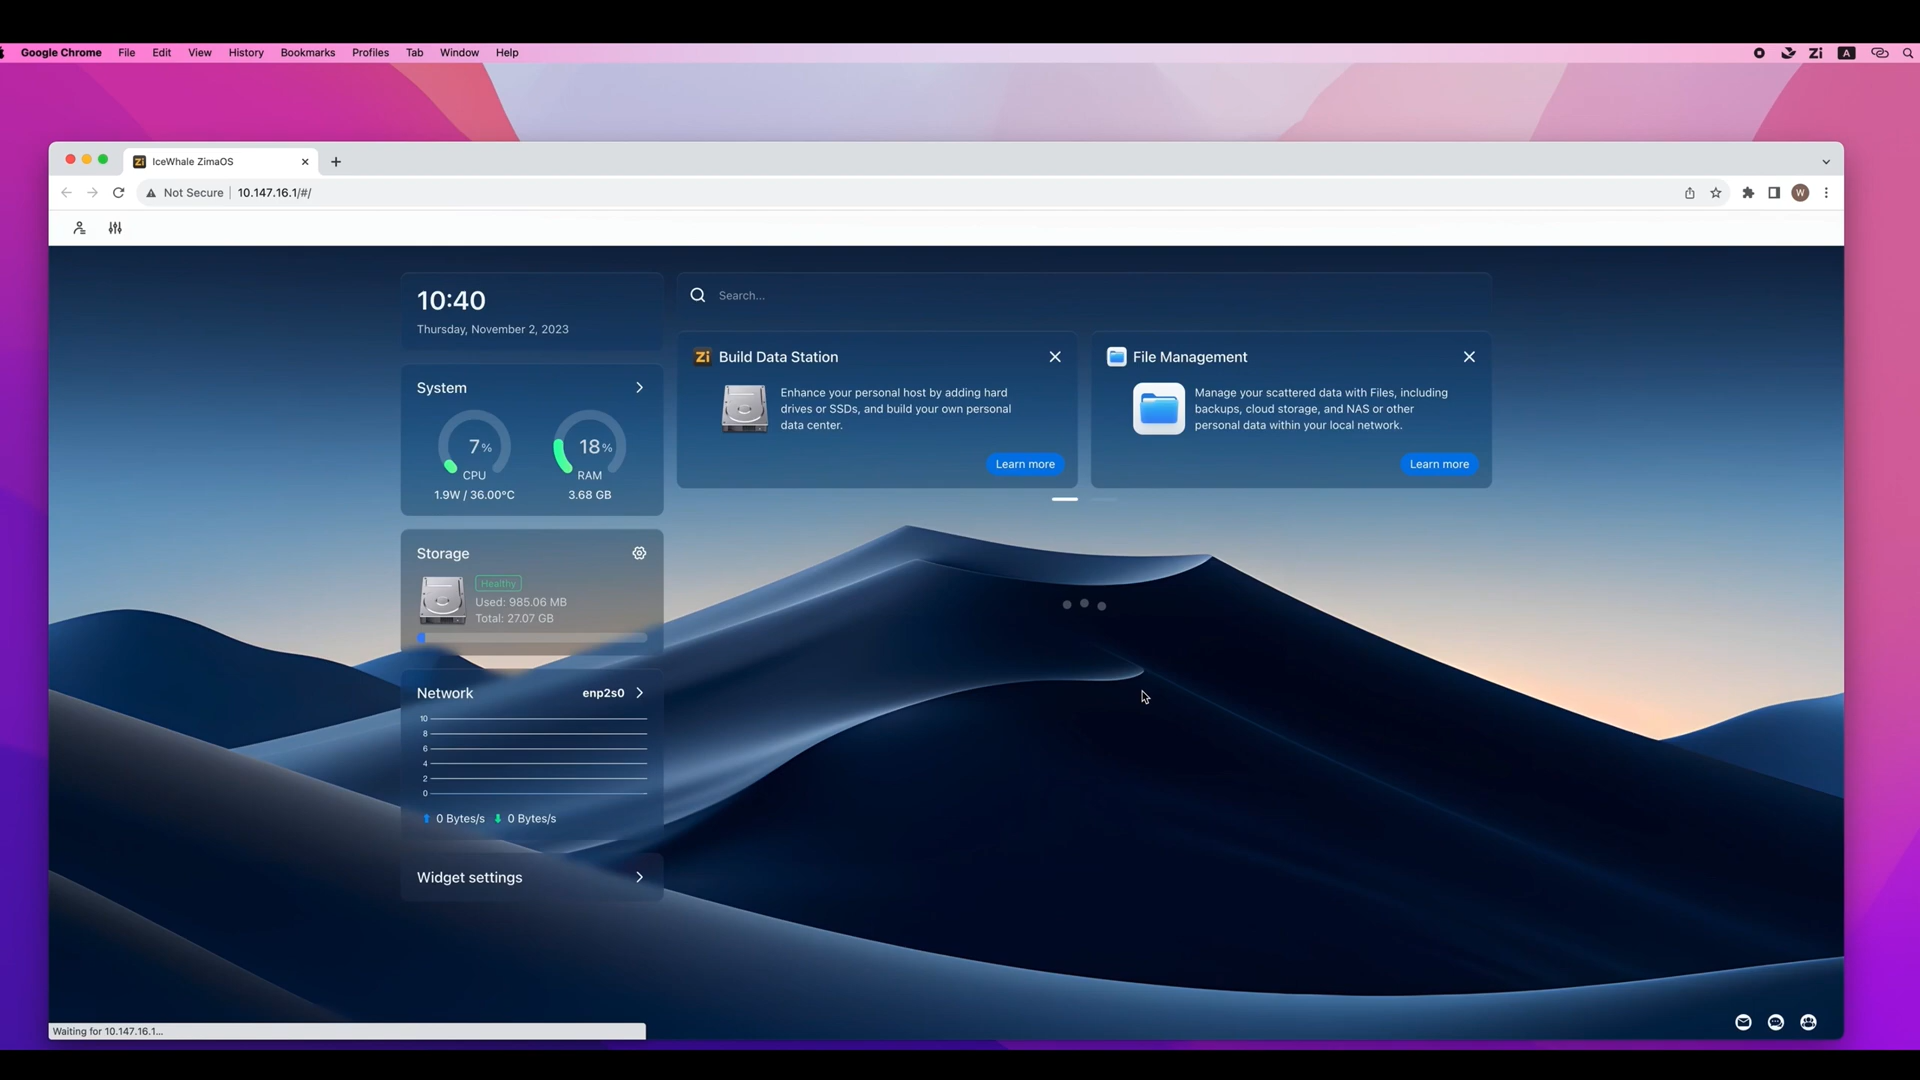 Google Chrome File Edit View History Bookmarks Profiles Tab Window Help Zi A
Zi IceWhale ZimaOS
Not Secure 10.147.16.1/#/ W
10:40
Thursday, November 2, 2023
Search...
System
7%
CPU
1.9W / 36.00°C
18%
RAM
3.68 GB
Zi Build Data Station
Enhance your personal host by adding hard
drives or SSDs, and build your own personal
data center.
Learn more
File Management
Manage your scattered data with Files, including
backups, cloud storage, and NAS or other
personal data within your local network.
Learn more
Storage
Healthy
Used: 985.06 MB
Total: 27.07 GB
Network enp2s0
10
8
6
4
2
0
0 Bytes/s 0 Bytes/s
Widget settings
Waiting for 10.147.16.1...